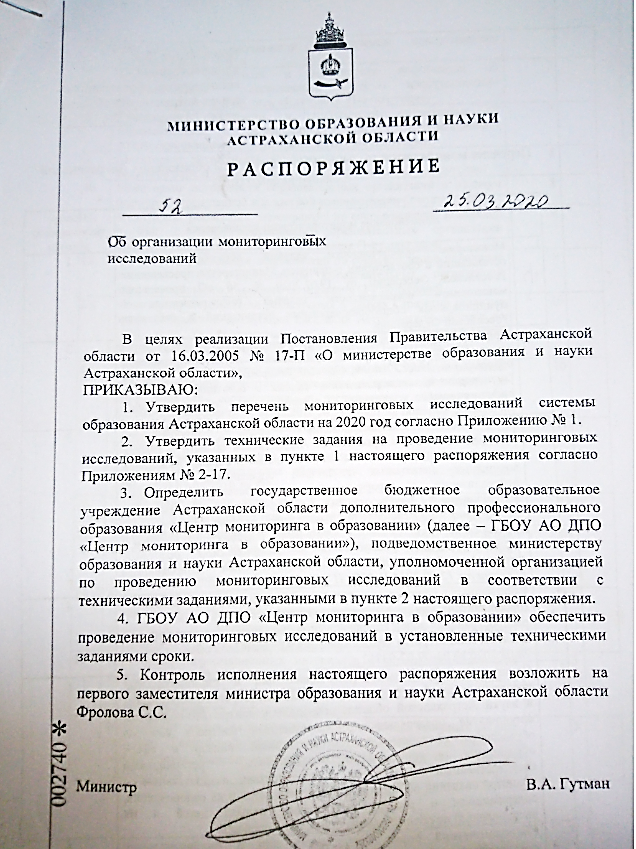 МИНИСТЕРСТВО ОБРАЗОВАНИЯ И НАУКИ
АСТРАХАНСКОЙ ОБЛАСТИ
РАСПОРЯЖЕНИЕ
52
25.03.2020
Об организации мониторинговых
исследований
В целях реализации Постановления Правительства Астраханской
области от 16.03.2005 № 17-П «О министерстве образования и науки
Астраханской области»,
ПРИКАЗЫВАЮ:
1. Утвердить перечень мониторинговых исследований системы
образования Астраханской области на 2020 год согласно Приложению № 1.
2. Утвердить технические задания на проведение мониторинговых
исследований, указанных в пункте 1 настоящего распоряжения согласно
Приложениям № 2-17.
3. Определить государственное бюджетное образовательное
учреждение Астраханской области дополнительного профессионального
образования «Центр мониторинга в образовании» (далее – ГБОУ АО ДПО
«Центр мониторинга в образовании»), подведомственное министерству
образования и науки Астраханской области, уполномоченной организацией
по проведению мониторинговых исследований в соответствии с
техническими заданиями, указанными в пункте 2 настоящего распоряжения.
4. ГБОУ АО ДПО «Центр мониторинга в образовании» обеспечить
проведение мониторинговых исследований в установленные техническими
заданиями сроки.
5. Контроль исполнения настоящего распоряжения возложить на
первого заместителя министра образования и науки Астраханской области
Фролова С.С.
002740 *
Министр
В.А. Гутман